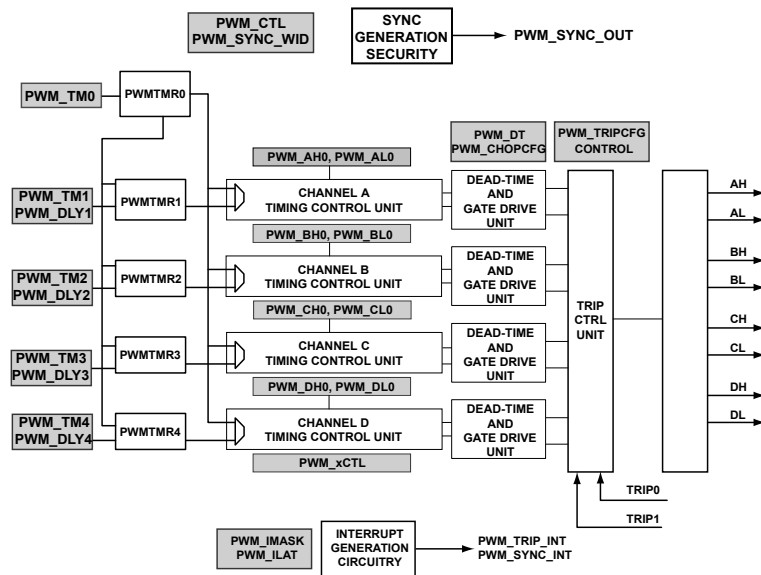 PWM_CTL
PWM_SYNC_WID
SYNC
GENERATION
SECURITY
PWM_SYNC_OUT
PWM_TM0
PWMTMR0
PWM_DT
PWM_CHOPCFG
PWM_TRIPCFG
CONTROL
PWM_AH0, PWM_AL0
PWM_TM1
PWM_DLY1
PWMTMR1
CHANNEL A
TIMING CONTROL UNIT
DEAD-TIME
AND
GATE DRIVE
UNIT
AH
AL
PWM_BH0, PWM_BL0
PWM_TM2
PWM_DLY2
PWMTMR2
CHANNEL B
TIMING CONTROL UNIT
DEAD-TIME
AND
GATE DRIVE
UNIT
BH
BL
TRIP
CTRL
UNIT
PWM_CH0, PWM_CL0
PWM_TM3
PWM_DLY3
PWMTMR3
CHANNEL C
TIMING CONTROL UNIT
DEAD-TIME
AND
GATE DRIVE
UNIT
CH
CL
PWM_DH0, PWM_DL0
PWM_TM4
PWM_DLY4
PWMTMR4
CHANNEL D
TIMING CONTROL UNIT
DEAD-TIME
AND
GATE DRIVE
UNIT
DH
DL
PWM_xCTL
TRIP0
TRIP1
PWM_IMASK
PWM_ILAT
INTERRUPT
GENERATION
CIRCUITRY
PWM_TRIP_INT
PWM_SYNC_INT